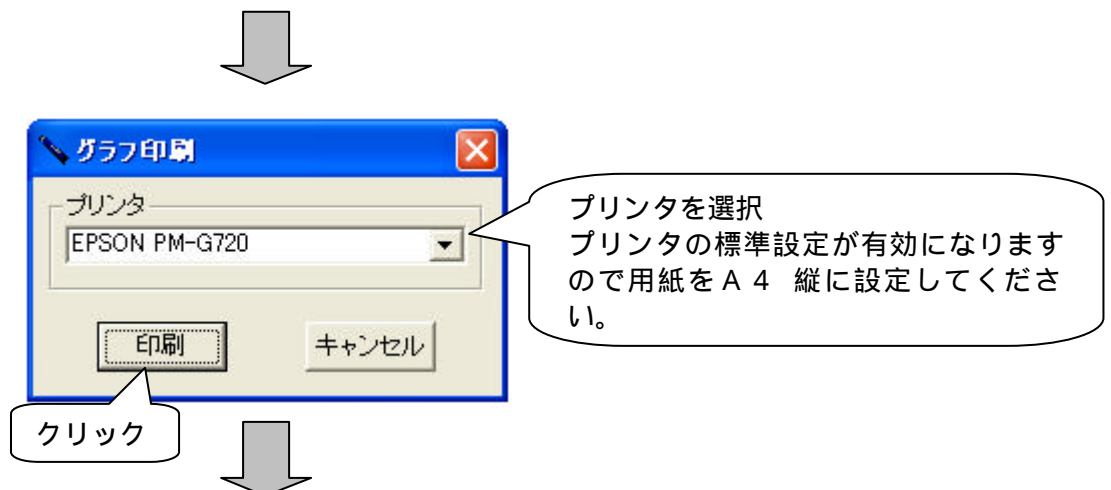 グラフ印刷
プリンタ
EPSON PM-G720
プリンタを選択
プリンタの標準設定が有効になります
ので用紙をＡ４　縦に設定してくださ
い。
印刷
キャンセル
クリック